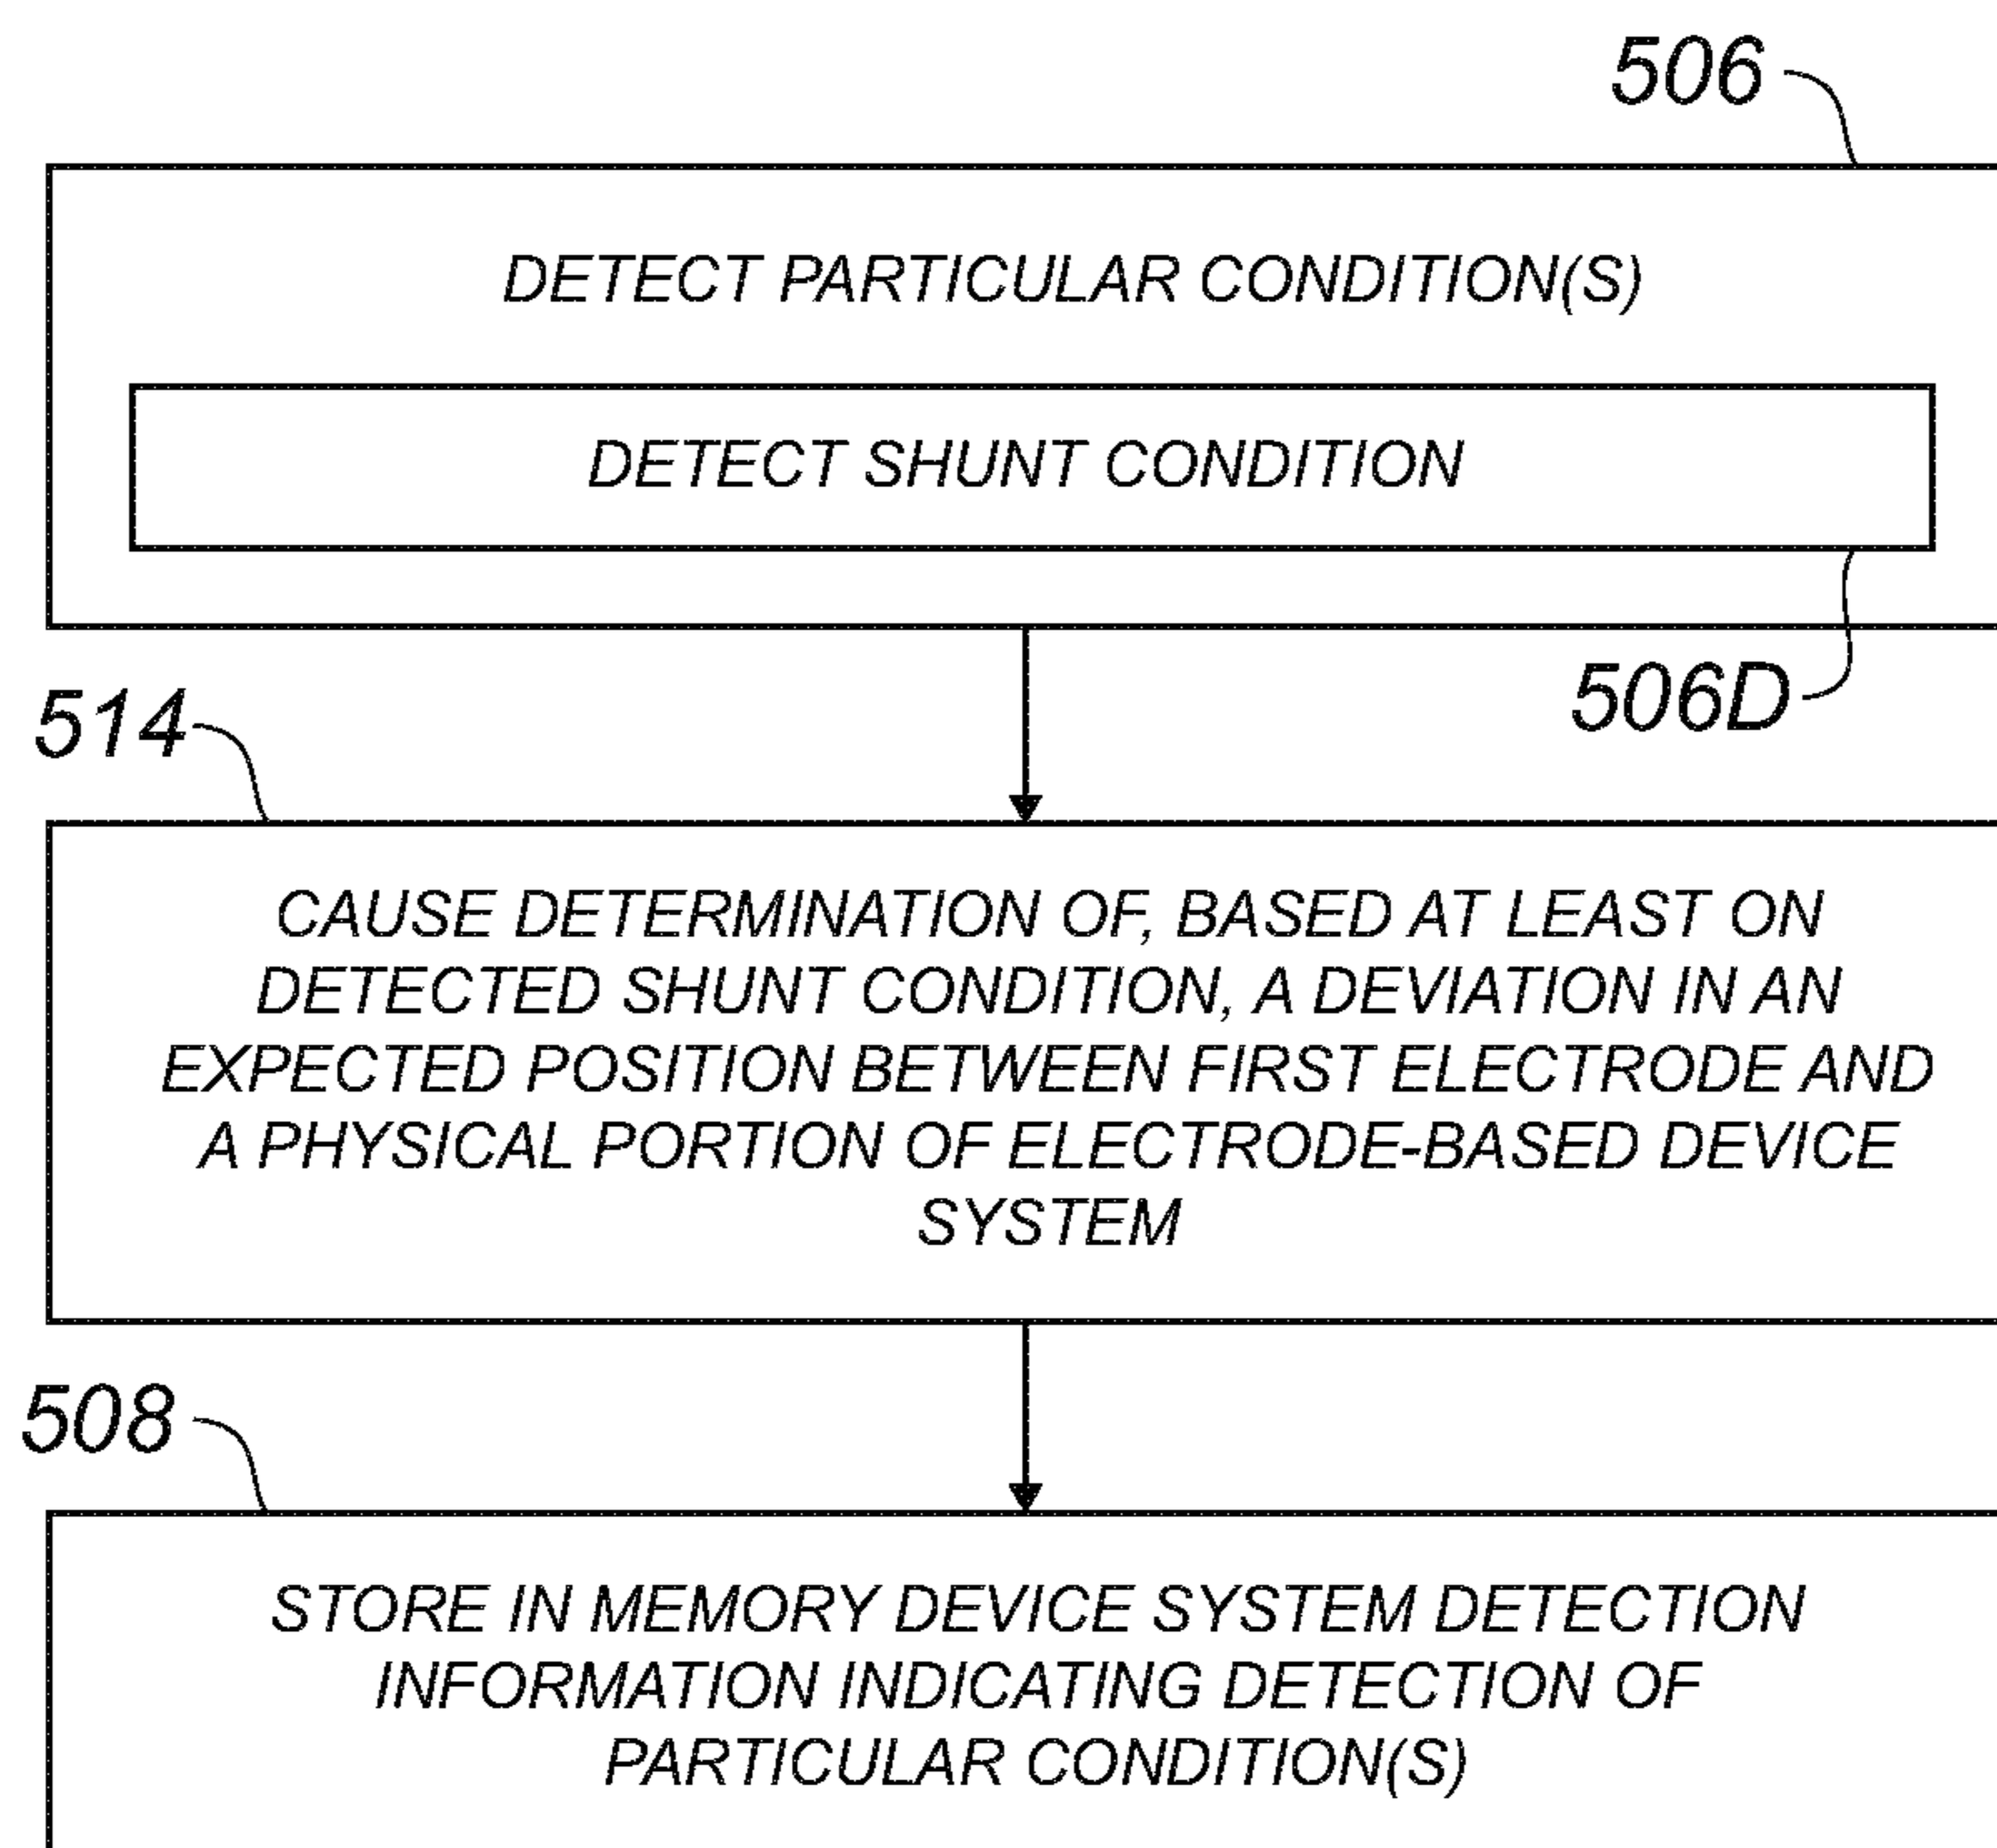 506
DETECT PARTICULAR CONDITION(S)
DETECT SHUNT CONDITION
506D
514
CAUSE DETERMINATION OF, BASED AT LEAST ON
DETECTED SHUNT CONDITION, A DEVIATION IN AN
EXPECTED POSITION BETWEEN FIRST ELECTRODE AND
A PHYSICAL PORTION OF ELECTRODE-BASED DEVICE
SYSTEM
508
STORE IN MEMORY DEVICE SYSTEM DETECTION
INFORMATION INDICATING DETECTION OF
PARTICULAR CONDITION(S)